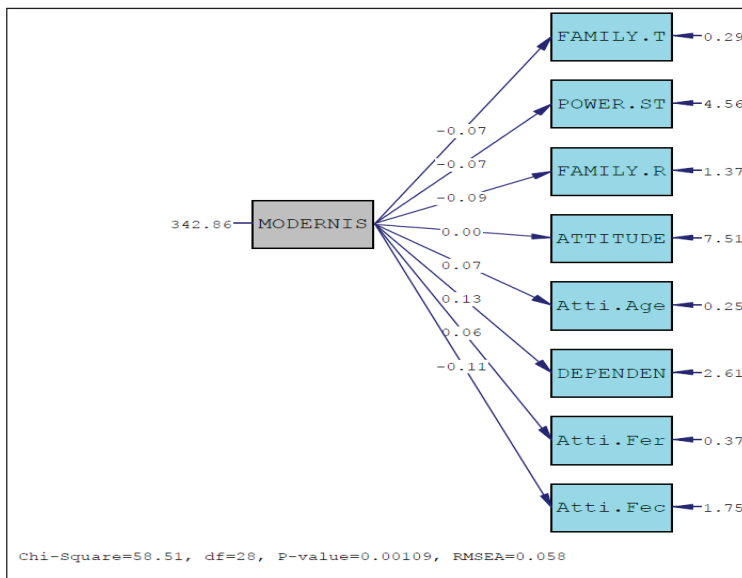 FAMILY.T
0.29
POWER.ST
4.56
-0.07
-0.07
FAMILY.R
1.37
-0.09
342.86
MODERNIS
0.00
ATTITUDE
7.51
0.07
0.13
Atti.Age
0.25
0.06
-0.11
DEPENDEN
2.61
Atti.Fer
0.37
Atti.Fec
1.75
Chi-Square=58.51, df=28, P-value=0.00109, RMSEA=0.058